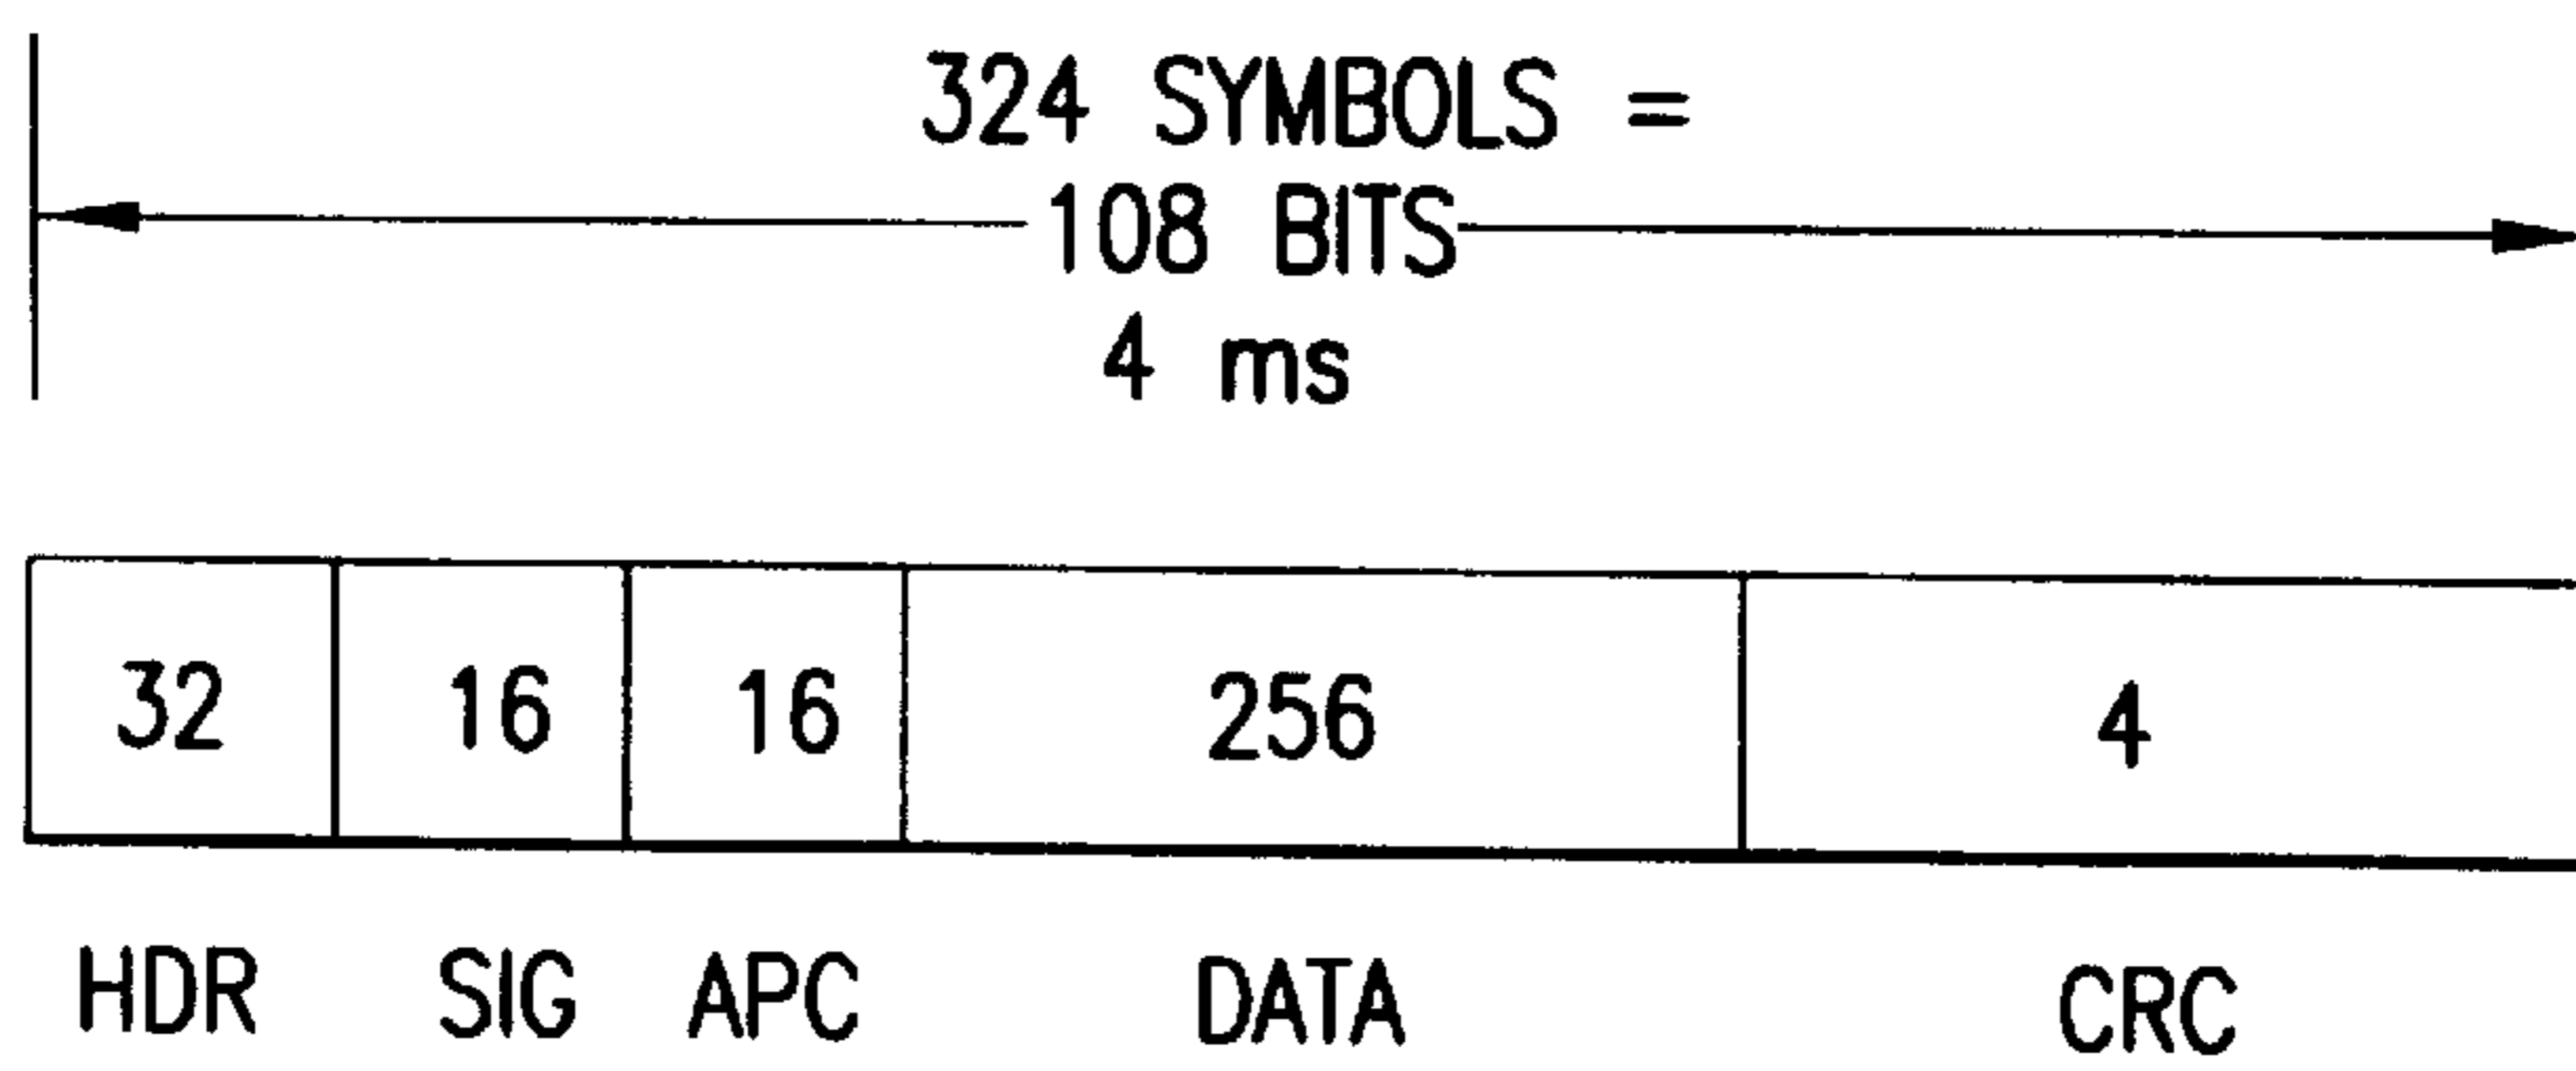 324 SYMBOLS =
108 BITS
4 ms
32 16 16 256 4
HDR SIG APC DATA CRC